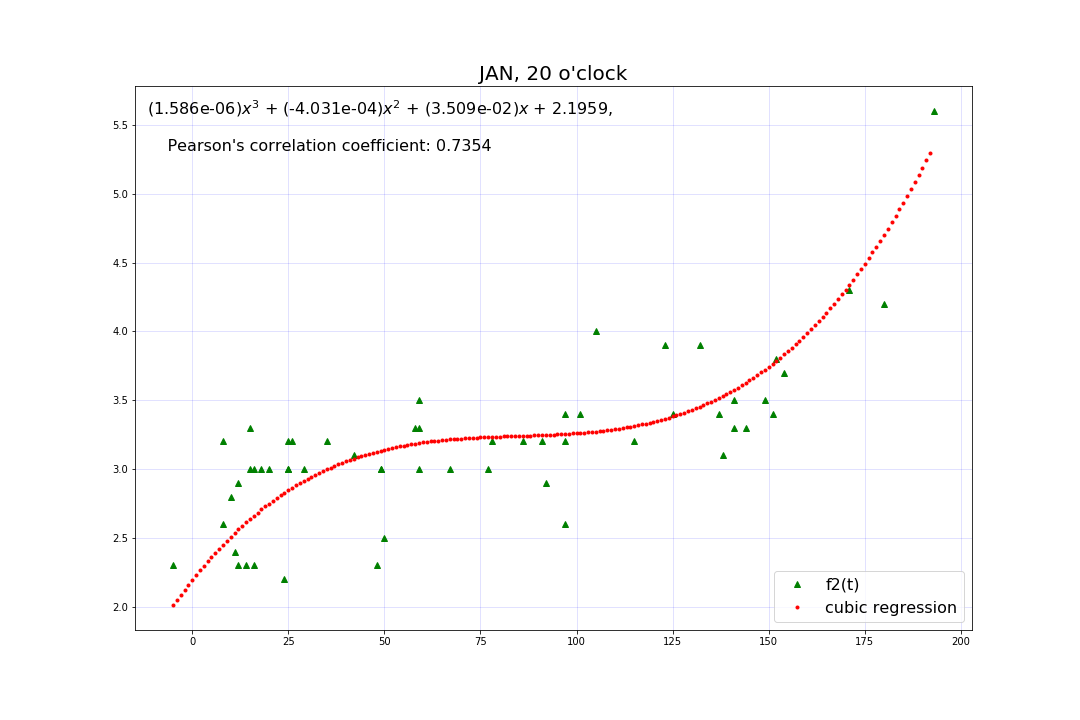 JAN, 20 o'clock
(1.586e-06)x³ + (-4.031e-04)x² + (3.509e-02)x + 2.1959,
Pearson's correlation coefficient: 0.7354
5.5
5.0
4.5
4.0
3.5
3.0
2.5
2.0
f2(t)
cubic regression
0 25 50 75 100 125 150 175 200